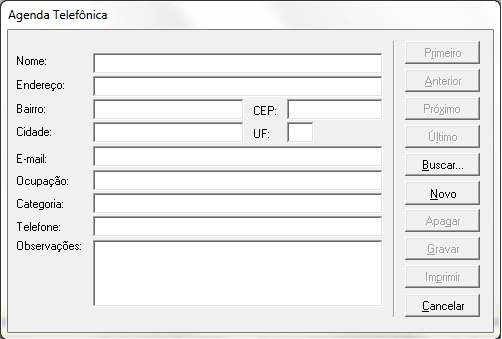 Agenda Telefônica
Nome:
Endereço:
Bairro: CEP:
Cidade: UF:
E-mail:
Ocupação:
Categoria:
Telefone:
Observações:
Primeiro
Anterior
Próximo
Último
Buscar...
Novo
Apagar
Gravar
Imprimir
Cancelar